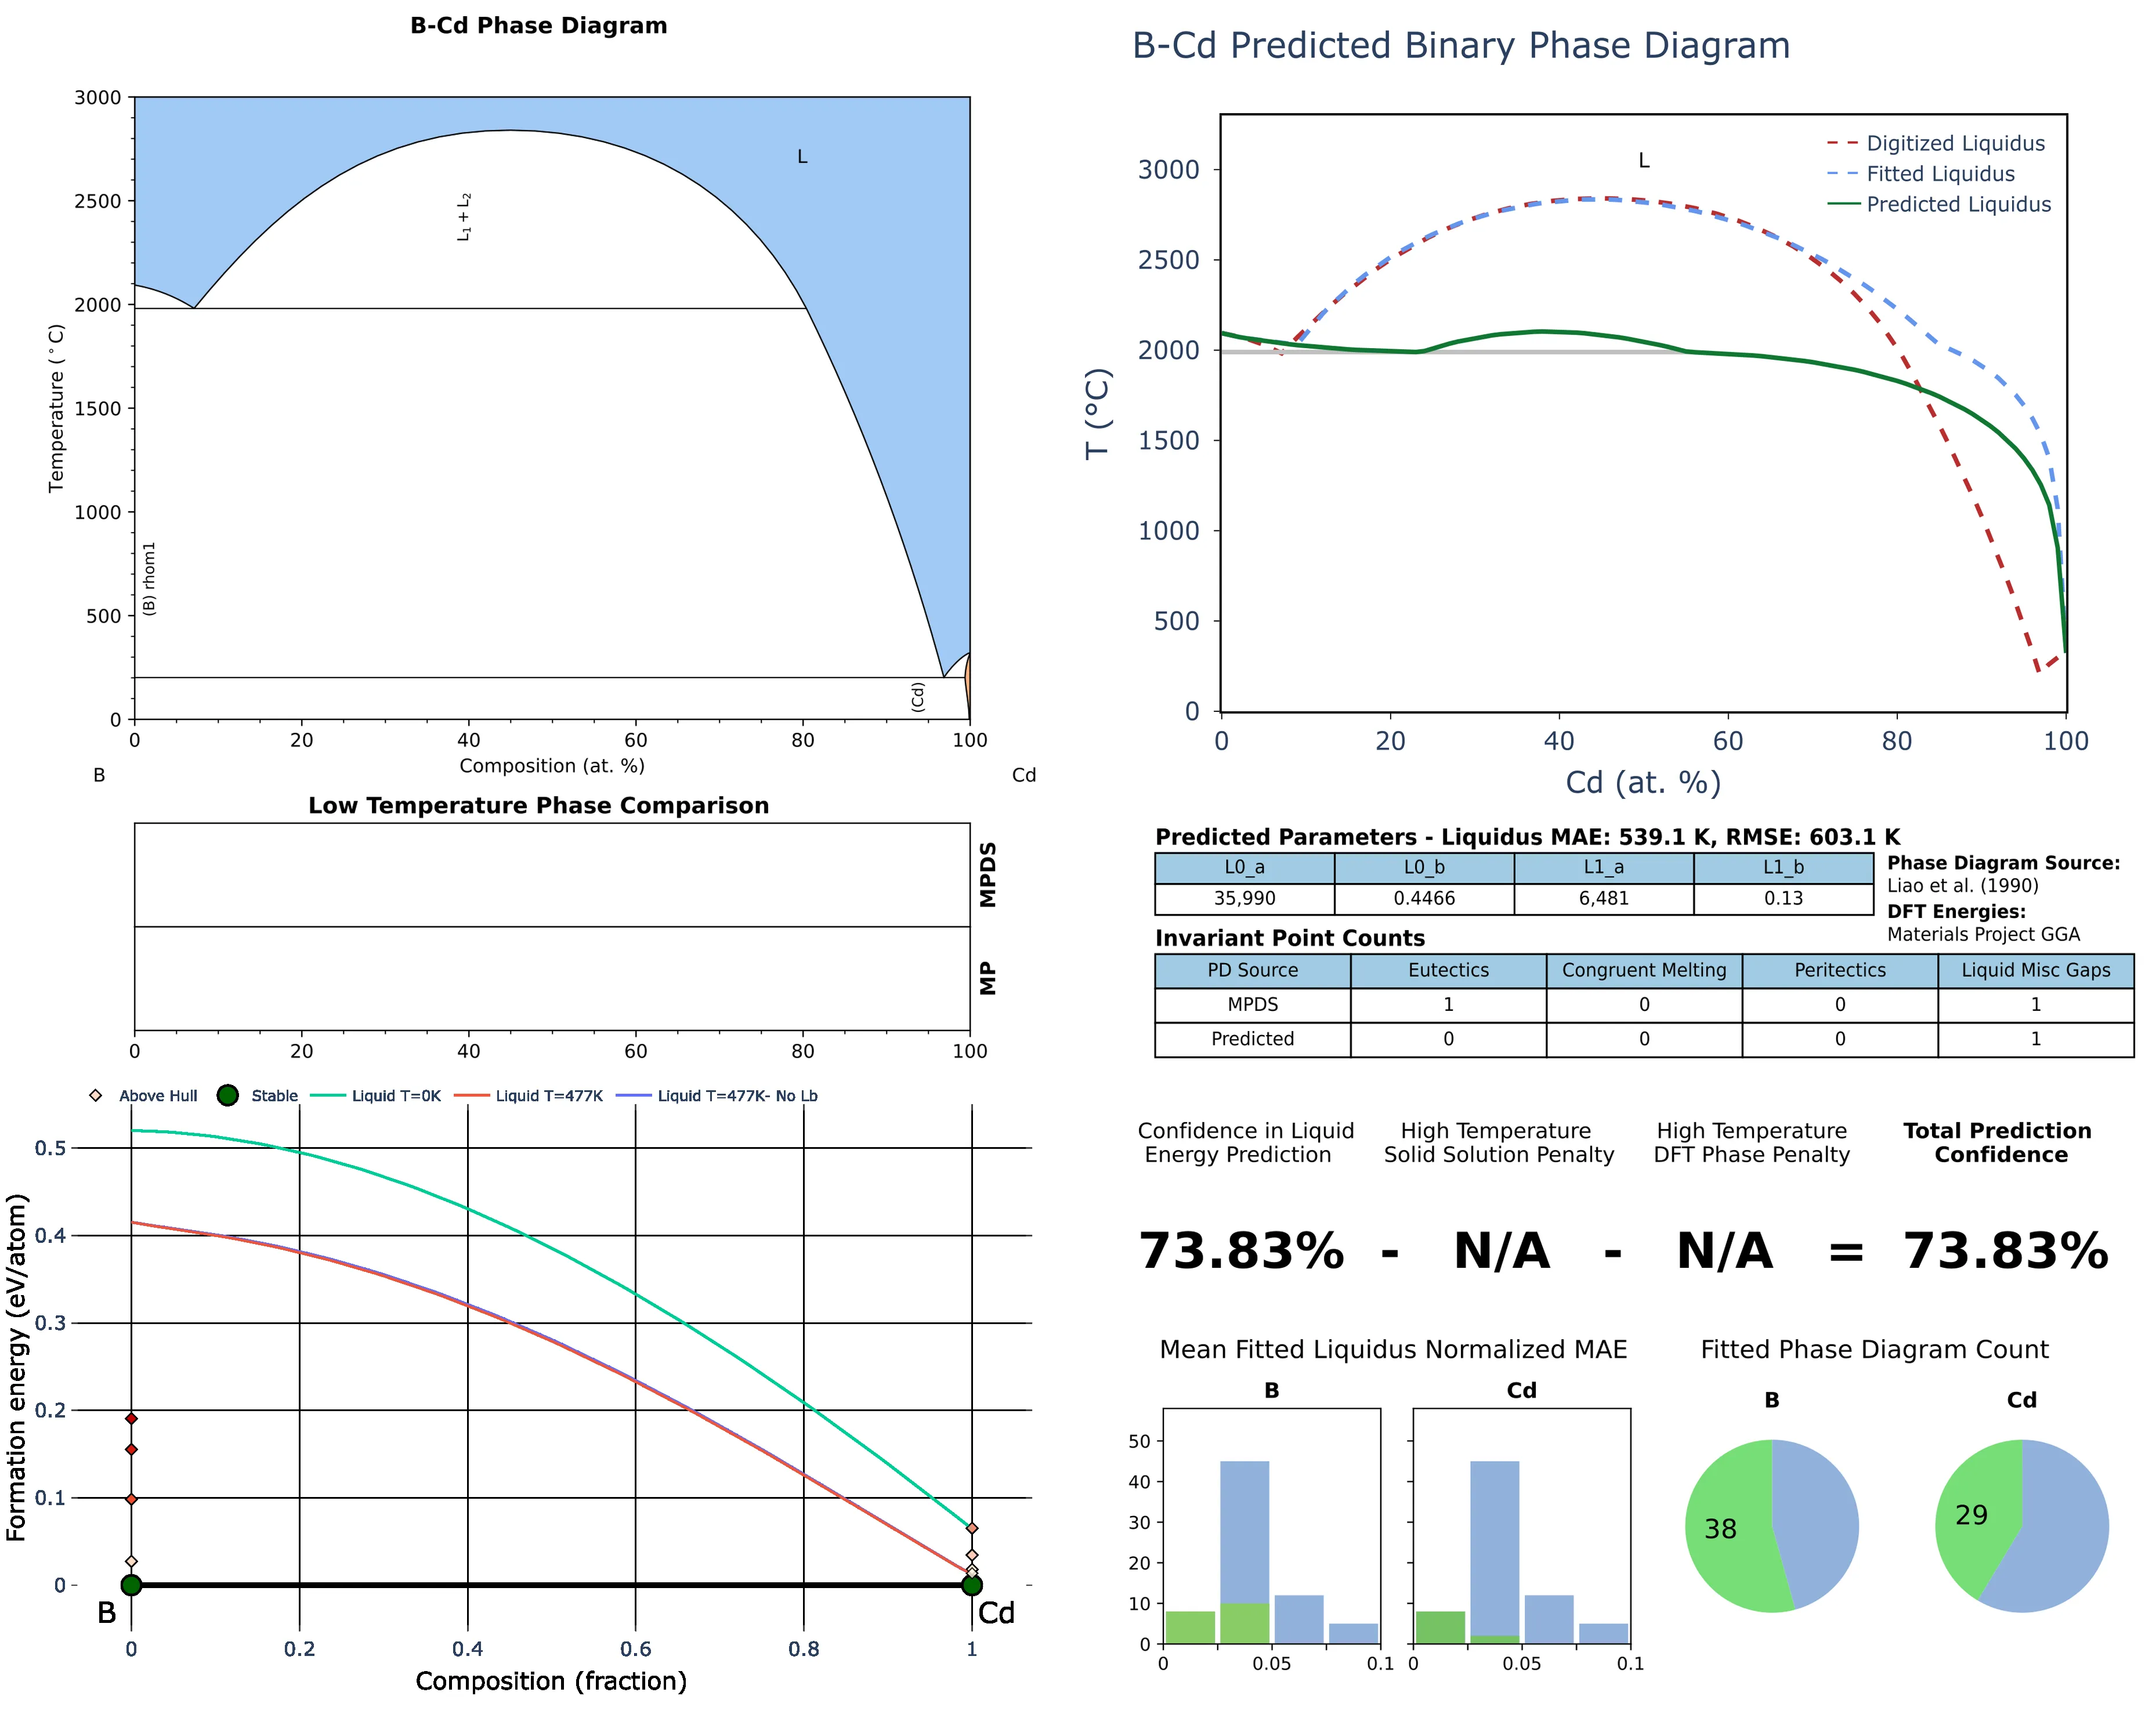 B-Cd Phase Diagram
3000
2500
2000
1500
1000
500
0
Temperature (°C)
L
L₁ + L₂
(B) rhom1
(Cd)
0 20 40 60 80 100
Composition (at. %)
B Cd
Low Temperature Phase Comparison
MPDS
MP
0 20 40 60 80 100
Above Hull Stable Liquid T=0K Liquid T=477K Liquid T=477K- No Lb
0.5
0.4
0.3
0.2
0.1
0
Formation energy (eV/atom)
B Cd
0 0.2 0.4 0.6 0.8 1
Composition (fraction)
B-Cd Predicted Binary Phase Diagram
L
Digitized Liquidus
Fitted Liquidus
Predicted Liquidus
3000
2500
2000
1500
1000
500
0
T (°C)
0 20 40 60 80 100
Cd (at. %)
Predicted Parameters - Liquidus MAE: 539.1 K, RMSE: 603.1 K
L0_a L0_b L1_a L1_b
35,990 0.4466 6,481 0.13
Phase Diagram Source:
Liao et al. (1990)
DFT Energies:
Materials Project GGA
Invariant Point Counts
PD Source Eutectics Congruent Melting Peritectics Liquid Misc Gaps
MPDS 1 0 0 1
Predicted 0 0 0 1
Confidence in Liquid
Energy Prediction
High Temperature
Solid Solution Penalty
High Temperature
DFT Phase Penalty
Total Prediction
Confidence
73.83% - N/A - N/A = 73.83%
Mean Fitted Liquidus Normalized MAE
B Cd
50
40
30
20
10
0
0 0.05 0.1 0 0.05 0.1
Fitted Phase Diagram Count
B Cd
38 29